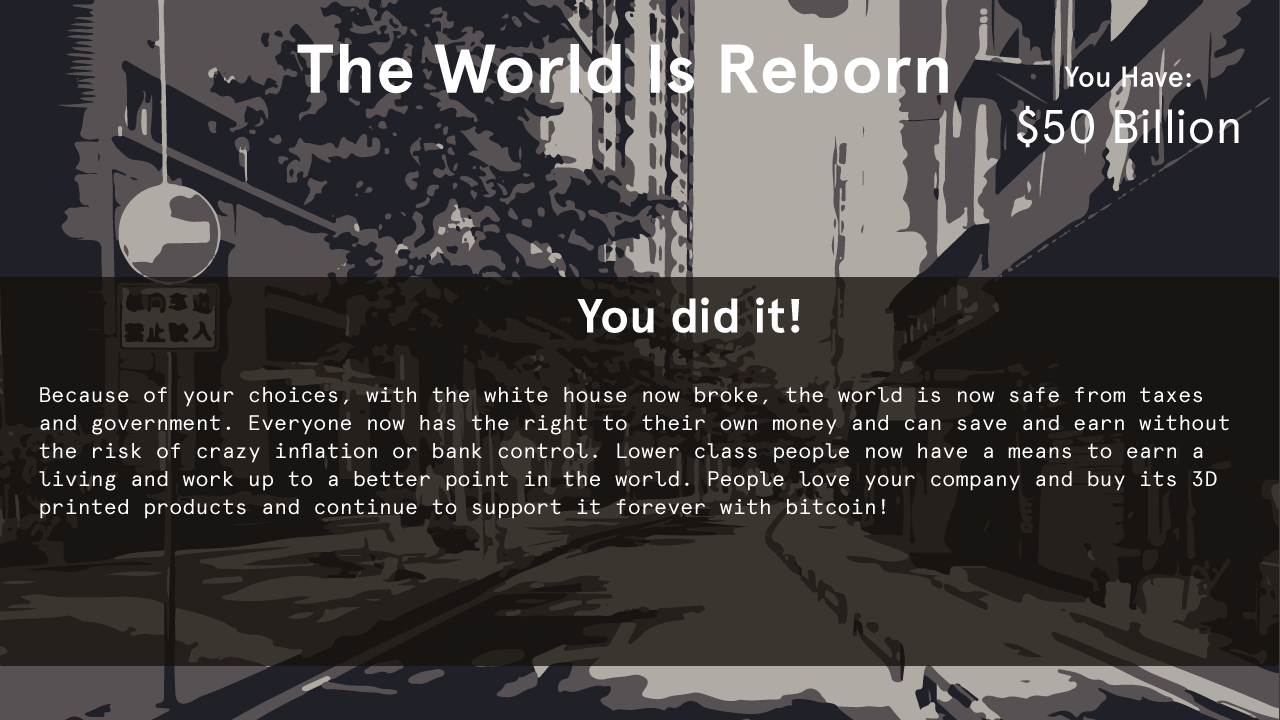 The World Is Reborn
You Have:
$50 Billion
You did it!
Because of your choices, with the white house now broke, the world is now safe from taxes
and government. Everyone now has the right to their own money and can save and earn without
the risk of crazy inflation or bank control. Lower class people now have a means to earn a
living and work up to a better point in the world. People love your company and buy its 3D
printed products and continue to support it forever with bitcoin!